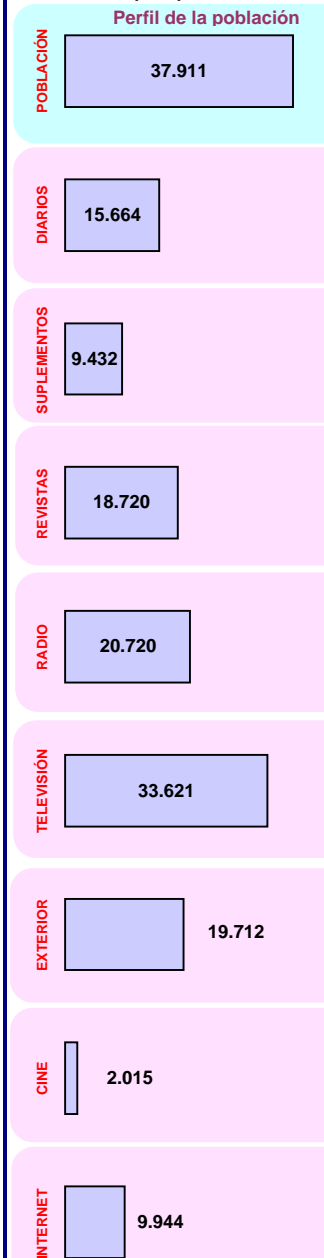 Perfil de la población
POBLACIÓN
37.911
DIARIOS
15.664
SUPLEMENTOS
9.432
REVISTAS
18.720
RADIO
20.720
TELEVISIÓN
33.621
EXTERIOR
19.712
CINE
2.015
INTERNET
9.944